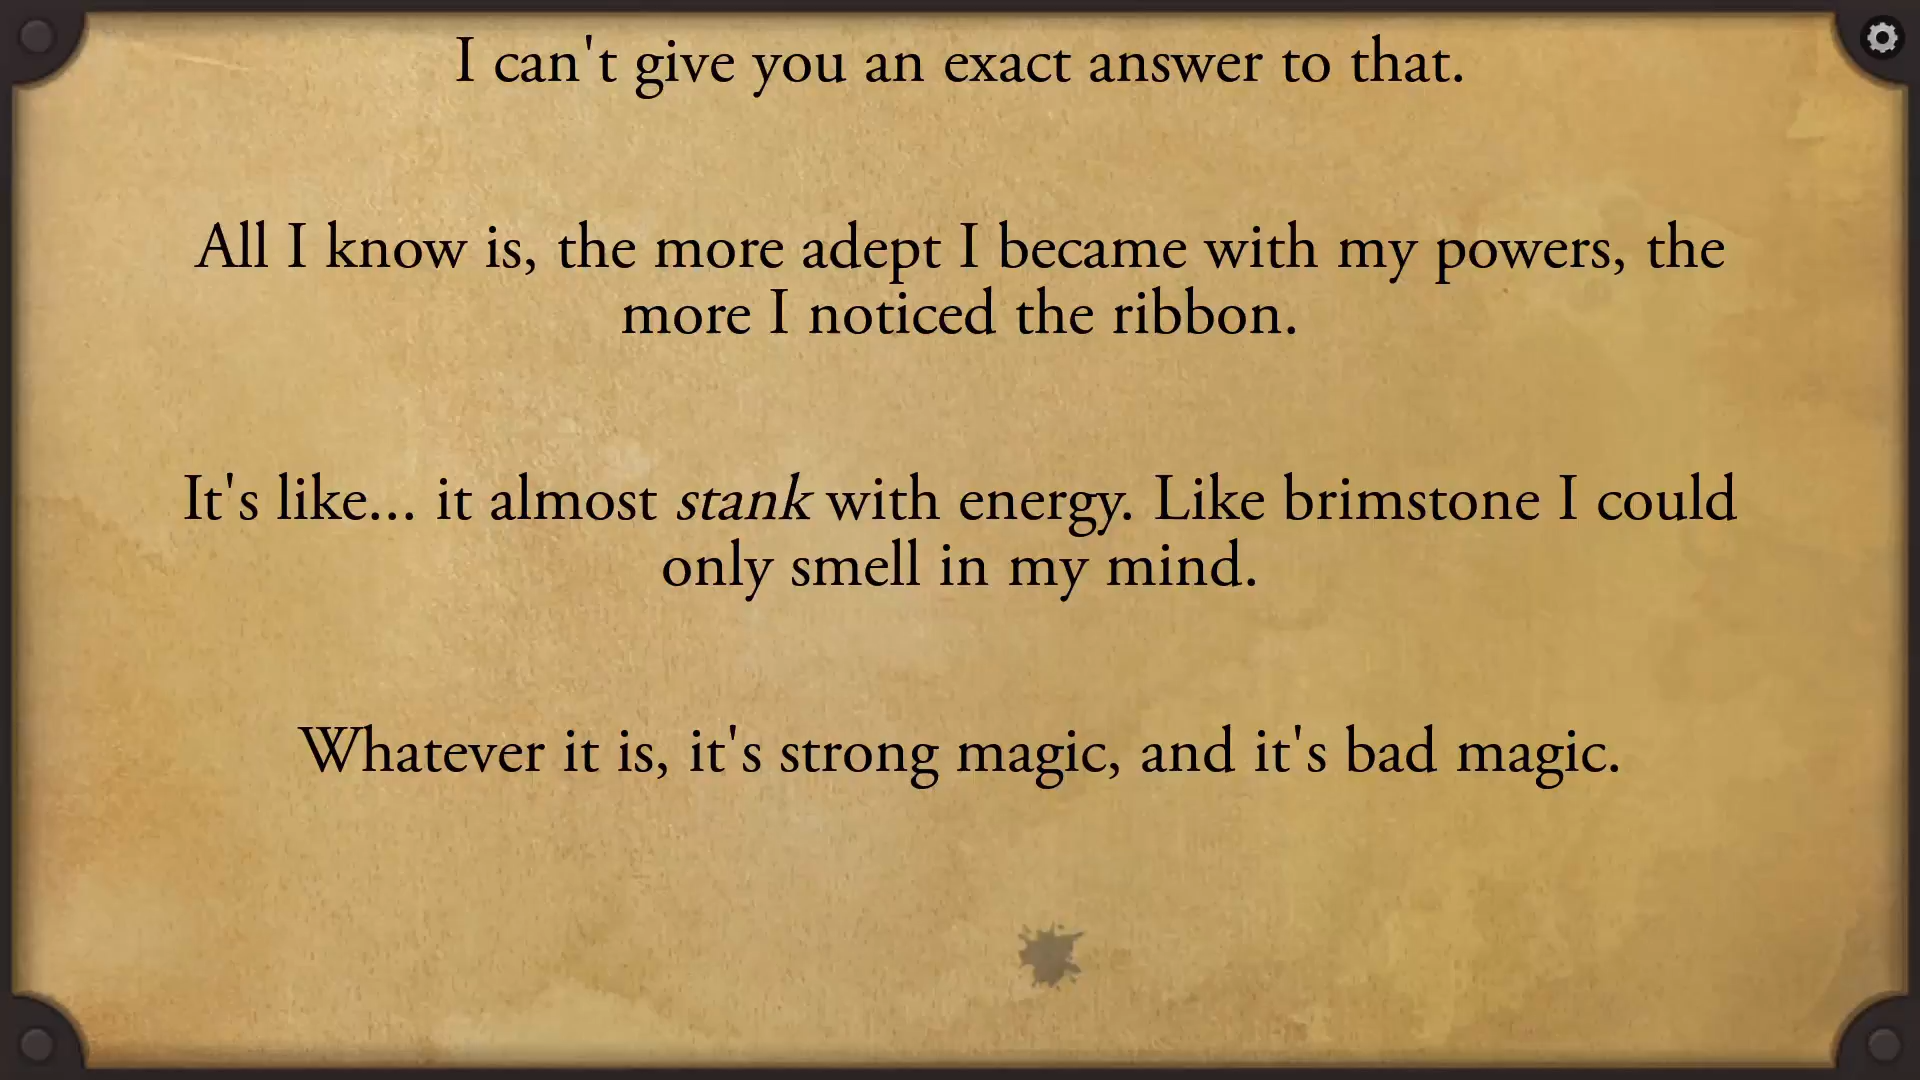 I can't give you an exact answer to that.
All I know is, the more adept I became with my powers, the
more I noticed the ribbon.
It's like... it almost stank with energy. Like brimstone I could
only smell in my mind.
Whatever it is, it's strong magic, and it's bad magic.